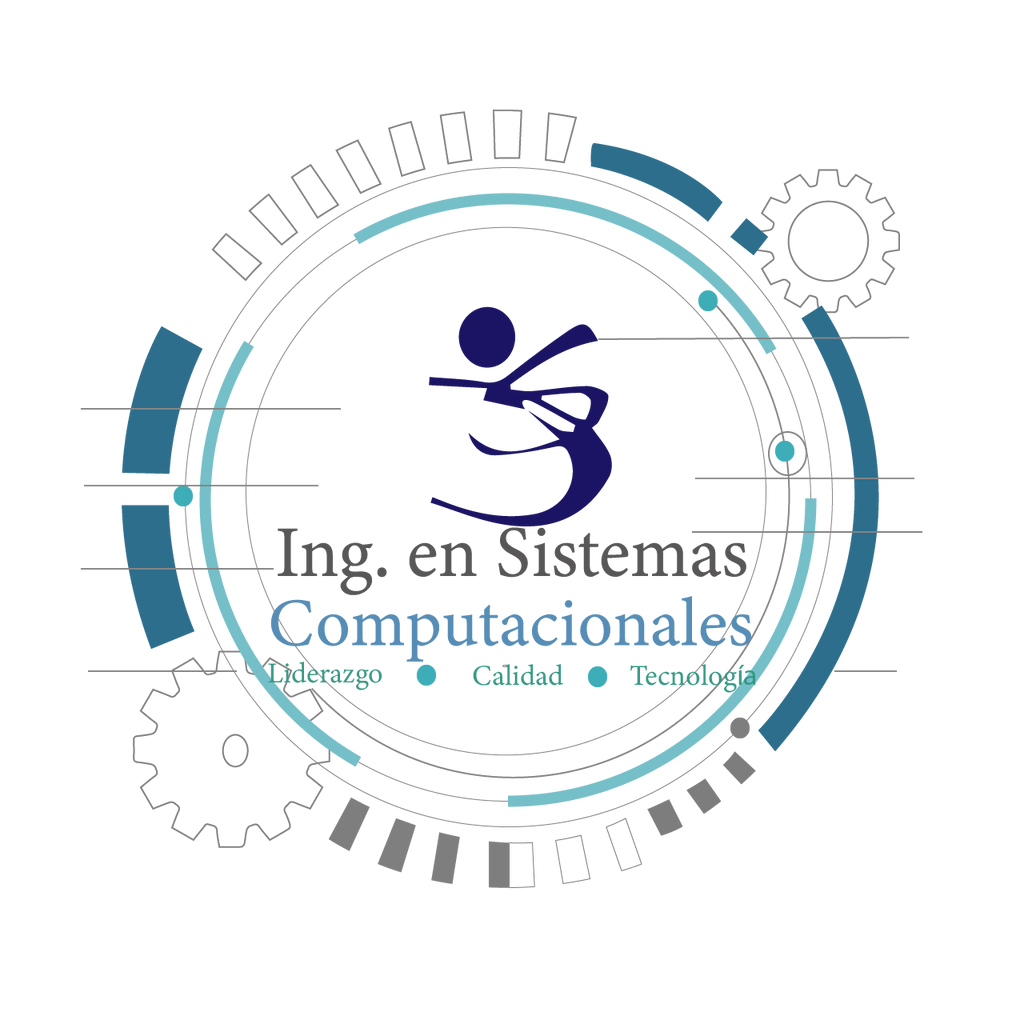 Ing. en Sistemas
Computacionales
Liderazgo Calidad Tecnología